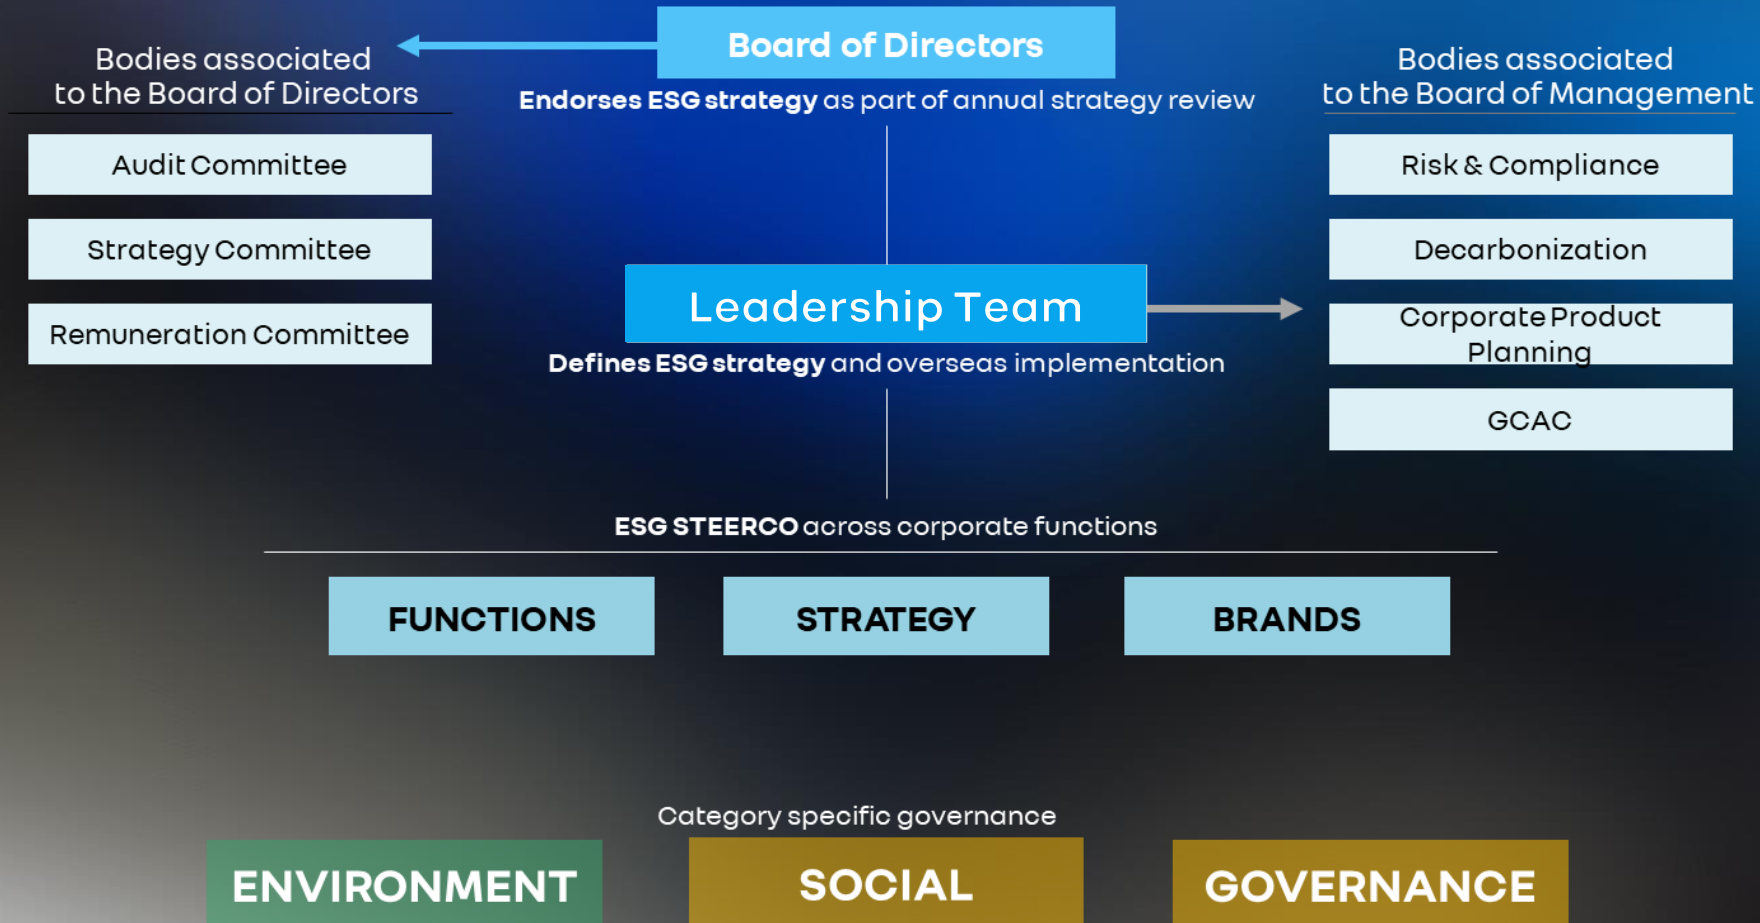 Board of Directors
Endorses ESG strategy as part of annual strategy review
Bodies associated
to the Board of Directors
Audit Committee
Strategy Committee
Remuneration Committee
Bodies associated
to the Board of Management
Risk & Compliance
Decarbonization
Corporate Product
Planning
GCAC
Leadership Team
Defines ESG strategy and overseas implementation
ESG STEERCO across corporate functions
FUNCTIONS
STRATEGY
BRANDS
Category specific governance
ENVIRONMENT
SOCIAL
GOVERNANCE